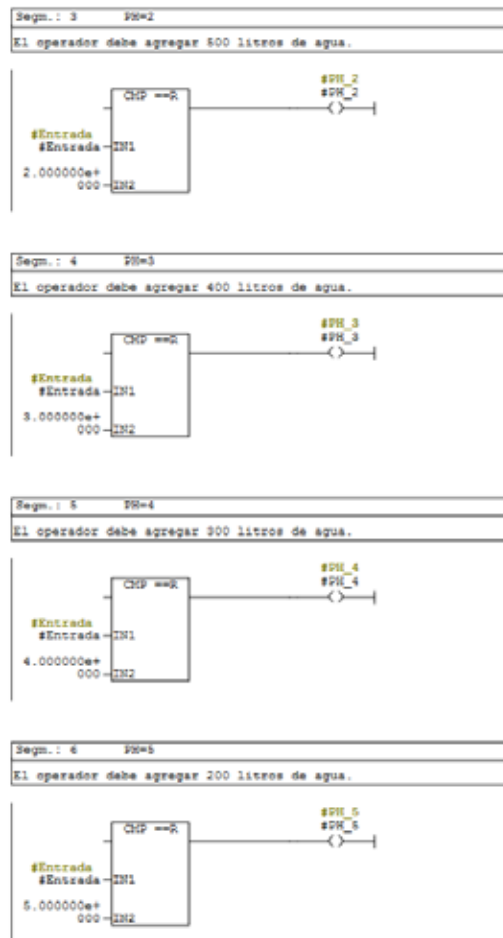 Segm.: 3 PH=2
El operador debe agregar 500 litros de agua.
#PH_2
#PH_2
CMP ==R
#Entrada
#Entrada IN1
2.000000e+
000 IN2
Segm.: 4 PH=3
El operador debe agregar 400 litros de agua.
#PH_3
#PH_3
CMP ==R
#Entrada
#Entrada IN1
3.000000e+
000 IN2
Segm.: 5 PH=4
El operador debe agregar 300 litros de agua.
#PH_4
#PH_4
CMP ==R
#Entrada
#Entrada IN1
4.000000e+
000 IN2
Segm.: 6 PH=5
El operador debe agregar 200 litros de agua.
#PH_5
#PH_5
CMP ==R
#Entrada
#Entrada IN1
5.000000e+
000 IN2